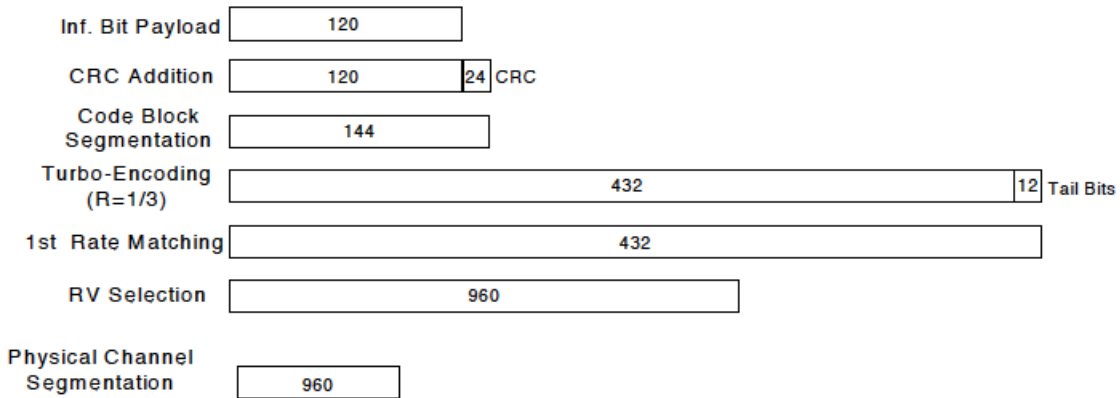 Inf. Bit Payload 120
CRC Addition 120 24 CRC
Code Block
Segmentation 144
Turbo-Encoding
(R=1/3) 432 12 Tail Bits
1st Rate Matching 432
RV Selection 960
Physical Channel
Segmentation 960